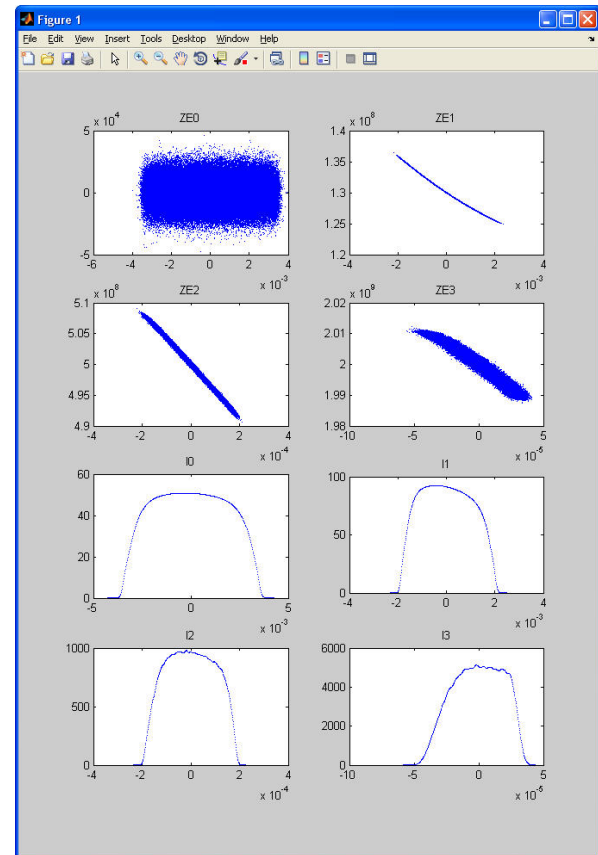 Figure 1
File Edit View Insert Tools Desktop Window Help
x 10^4 ZE0
5
0
-5
-6 -4 -2 0 2 4
x 10^-3
x 10^8 ZE1
1.4
1.35
1.3
1.25
1.2
-4 -2 0 2 4
x 10^-3
x 10^8 ZE2
5.1
5.05
5
4.95
4.9
-4 -2 0 2 4
x 10^-4
x 10^9 ZE3
2.02
2.01
2
1.99
1.98
-10 -5 0 5
x 10^-5
I0
60
40
20
0
-5 0 5
x 10^-3
I1
100
50
0
-4 -2 0 2 4
x 10^-3
I2
1000
500
0
-4 -2 0 2 4
x 10^-4
I3
6000
4000
2000
0
-10 -5 0 5
x 10^-5